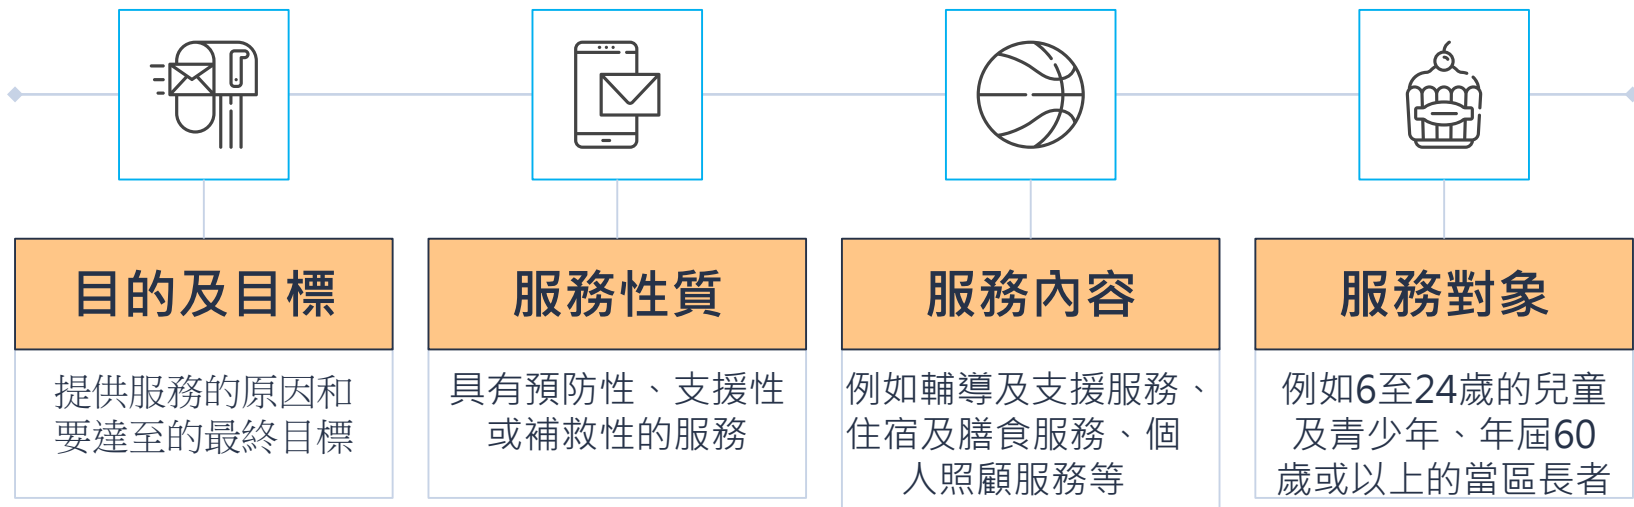 目的及目標
提供服務的原因和
要達至的最終目標
服務性質
具有預防性、支援性
或補救性的服務
服務內容
例如輔導及支援服務、
住宿及膳食服務、個
人照顧服務等
服務對象
例如6至24歲的兒童
及青少年、年屆60
歲或以上的當區長者